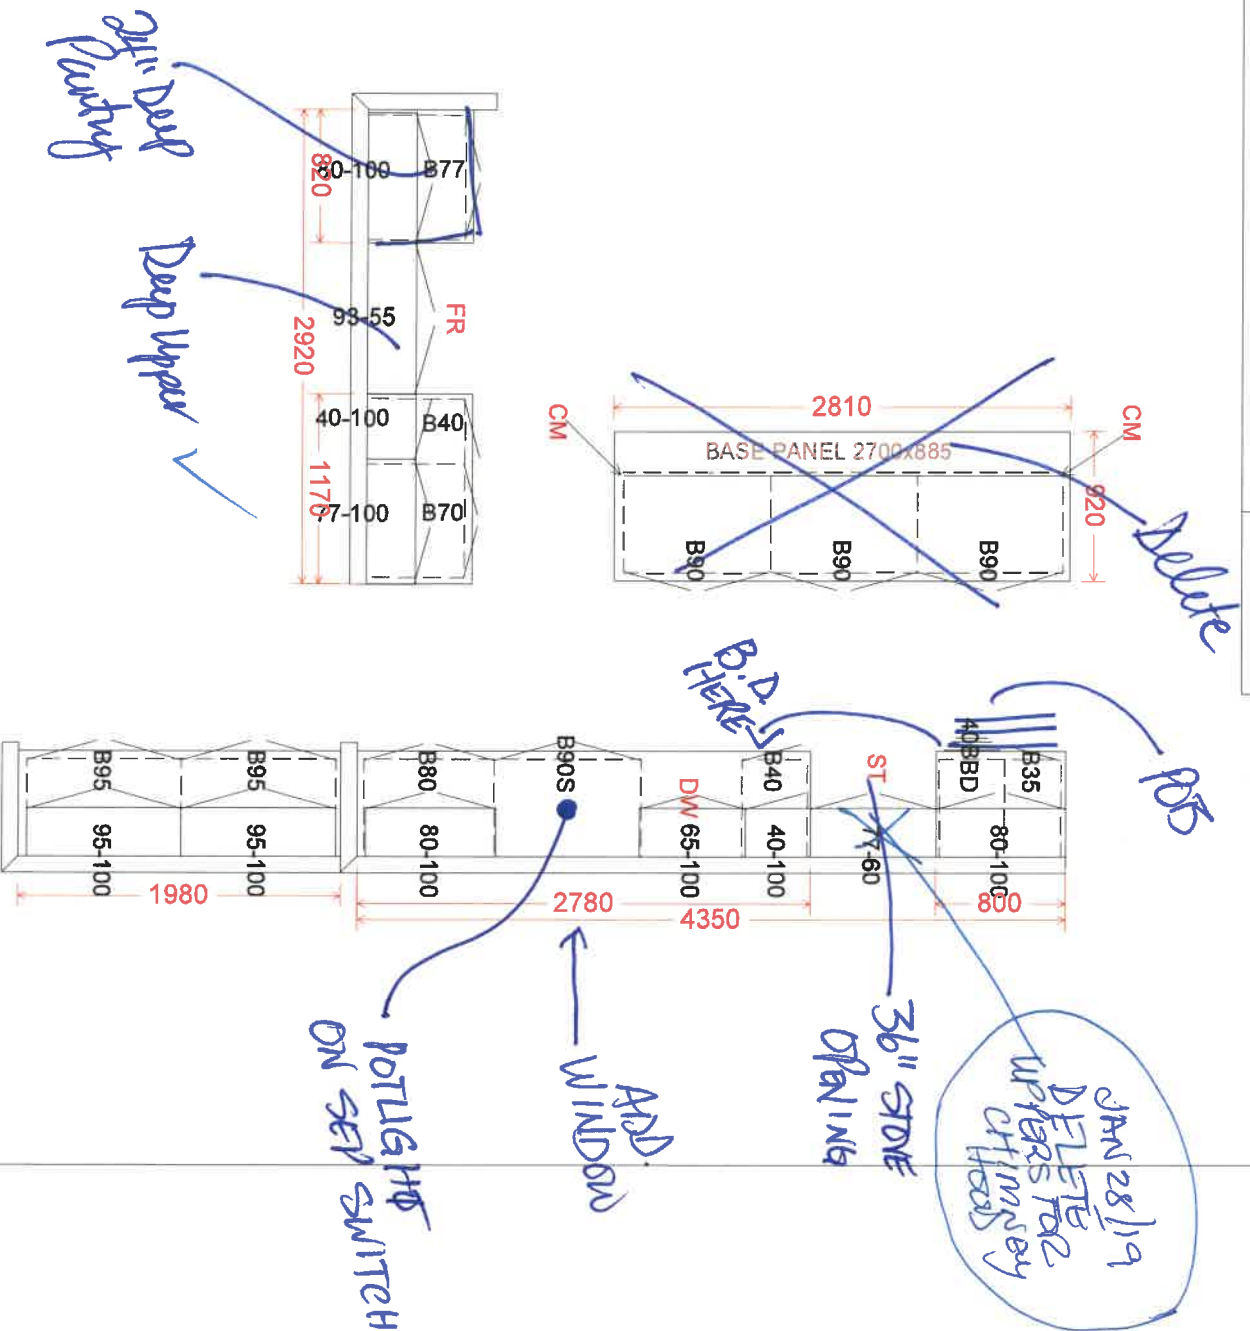 24" Deep
Pantry
80-100
B77
820
Deep Upper
93-55
FR
2920
40-100
B40
1170
77-100
B70
CM
2810
CM
BASE PANEL 2700x885
920
B90
B90
B90
Delete
B.D.
HERE
POTS
B95
B95
B80
B90S
DW
B40
ST
40BBD
B35
95-100
95-100
80-100
65-100
40-100
77-60
80-100
1980
2780
800
4350
POTLIGHT
ON SEP SWITCH
ADD
WINDOW
36" STOVE
OPENING
JAN 28/19
DELETE
UPPERS FOR
CHIMNEY
HOOD